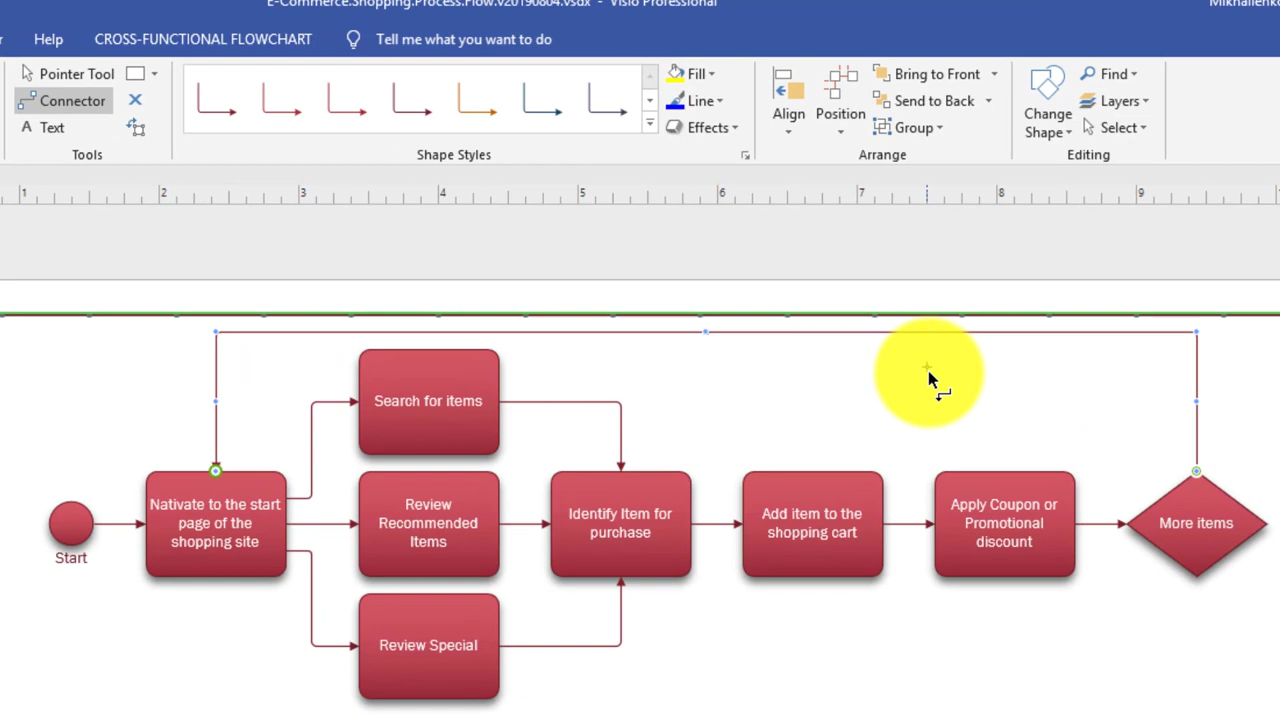 E-Commerce.Shopping.Process.Flow.v20190804.vsdx - Visio Professional
Help CROSS-FUNCTIONAL FLOWCHART Tell me what you want to do
Pointer Tool
Connector
Text
Tools
Fill
Line
Effects
Shape Styles
Align
Position
Bring to Front
Send to Back
Group
Arrange
Change
Shape
Find
Layers
Select
Editing
1 2 3 4 5 6 7 8 9
Search for items
Start
Nativate to the start
page of the
shopping site
Review
Recommended
Items
Identify Item for
purchase
Add item to the
shopping cart
Apply Coupon or
Promotional
discount
More items
Review Special